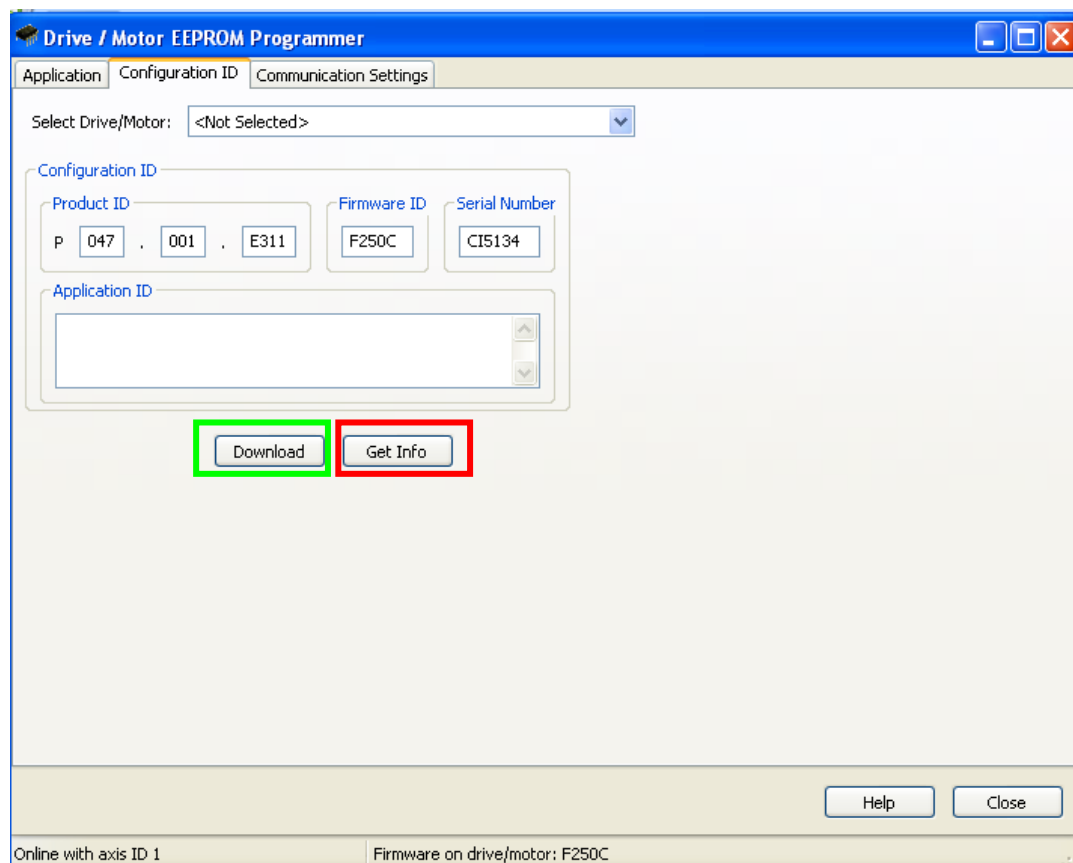 Drive / Motor EEPROM Programmer
Application Configuration ID Communication Settings
Select Drive/Motor: <Not Selected>
Configuration ID
Product ID Firmware ID Serial Number
P 047 . 001 . E311 F250C CI5134
Application ID
Download Get Info
Help Close
Online with axis ID 1 Firmware on drive/motor: F250C